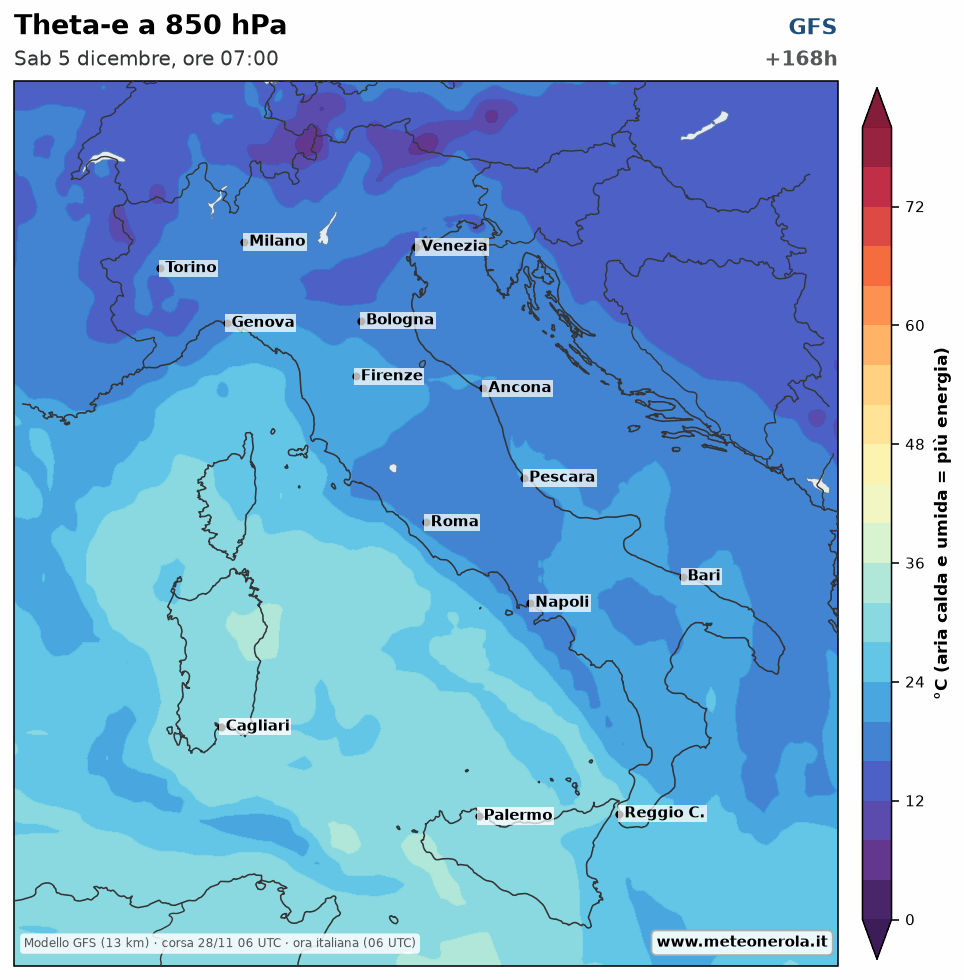 Theta-e a 850 hPa
GFS
Sab 5 dicembre, ore 07:00
+168h
Milano
Venezia
Torino
Genova
Bologna
Firenze
Ancona
Pescara
Roma
Bari
Napoli
Cagliari
Palermo
Reggio C.
72
60
48
36
24
12
0
°C (aria calda e umida = più energia)
Modello GFS (13 km) · corsa 28/11 06 UTC · ora italiana (06 UTC)
www.meteonerola.it